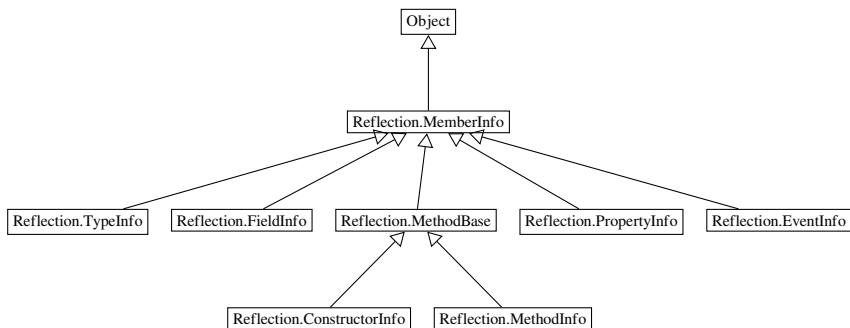 Object
Reflection.MemberInfo
Reflection.TypeInfo
Reflection.FieldInfo
Reflection.MethodBase
Reflection.PropertyInfo
Reflection.EventInfo
Reflection.ConstructorInfo
Reflection.MethodInfo